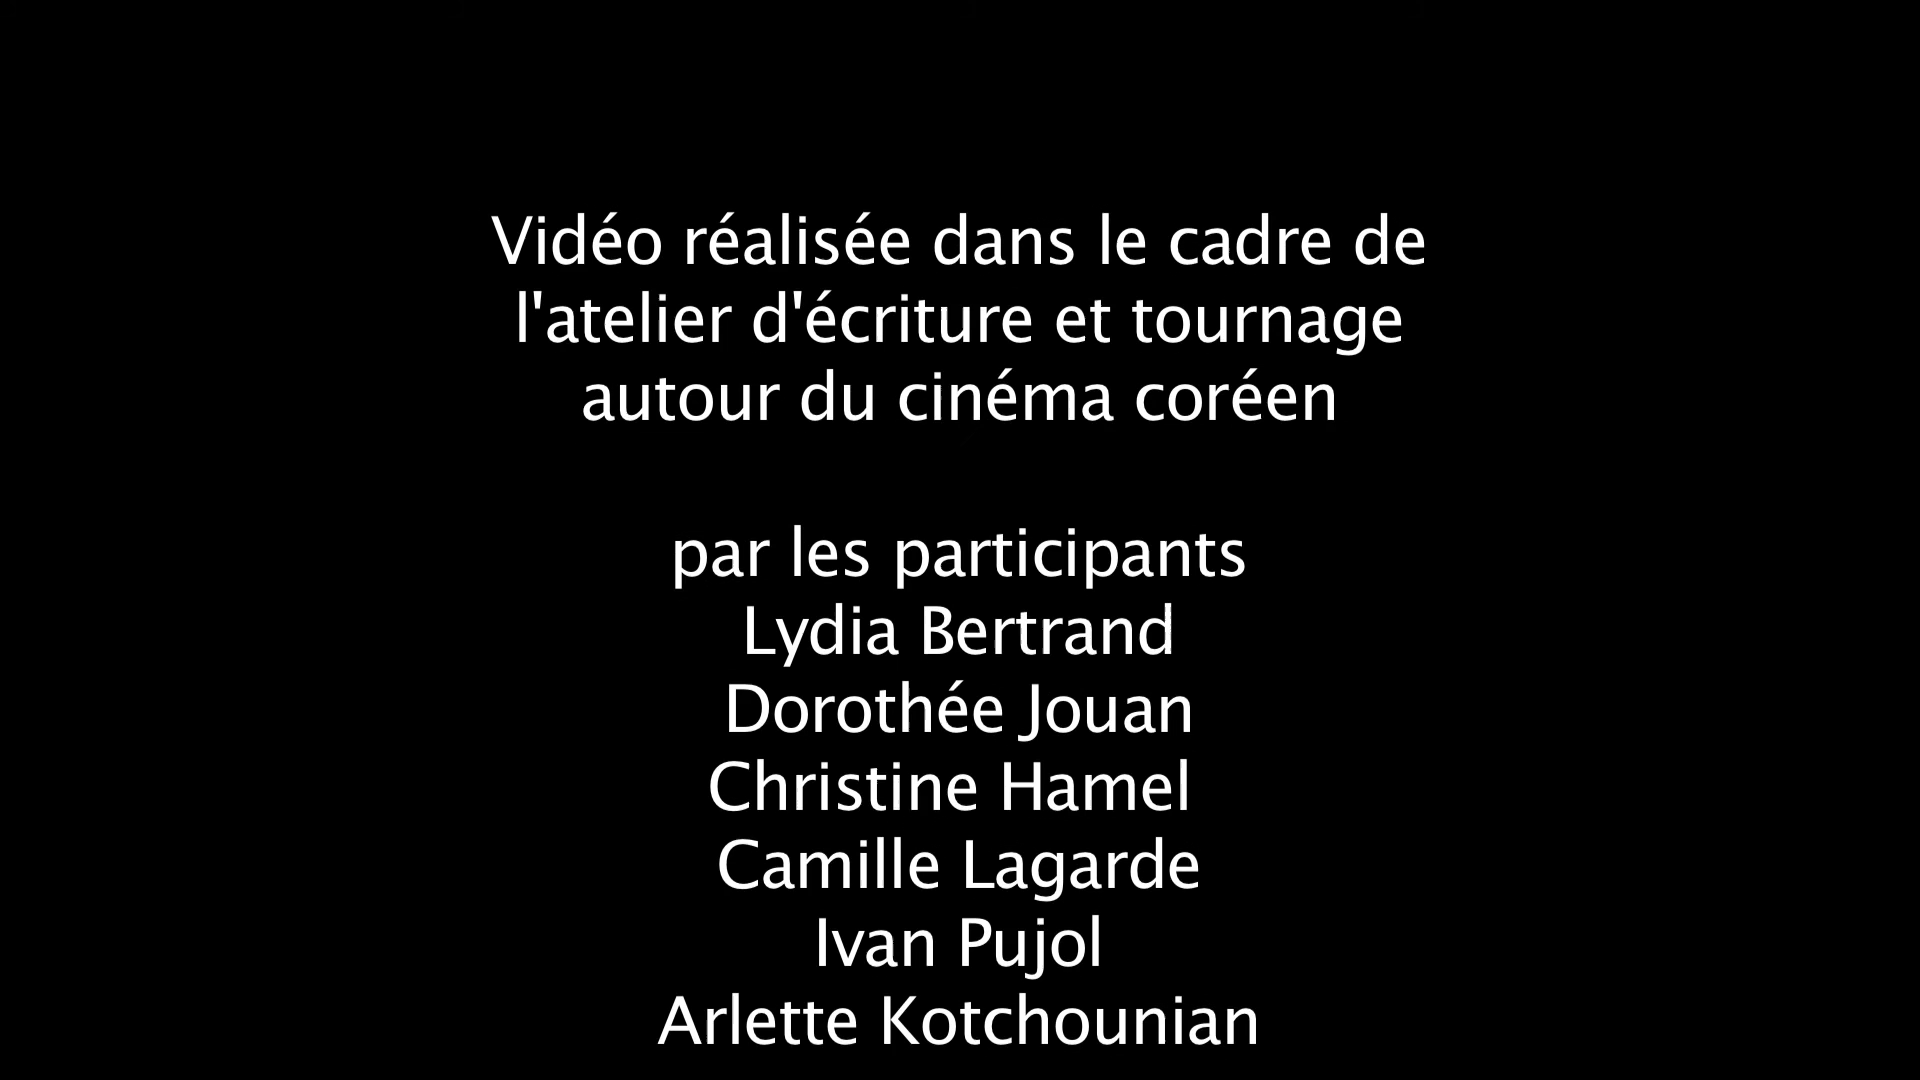 Vidéo réalisée dans le cadre de
l'atelier d'écriture et tournage
autour du cinéma coréen
par les participants
Lydia Bertrand
Dorothée Jouan
Christine Hamel
Camille Lagarde
Ivan Pujol
Arlette Kotchounian